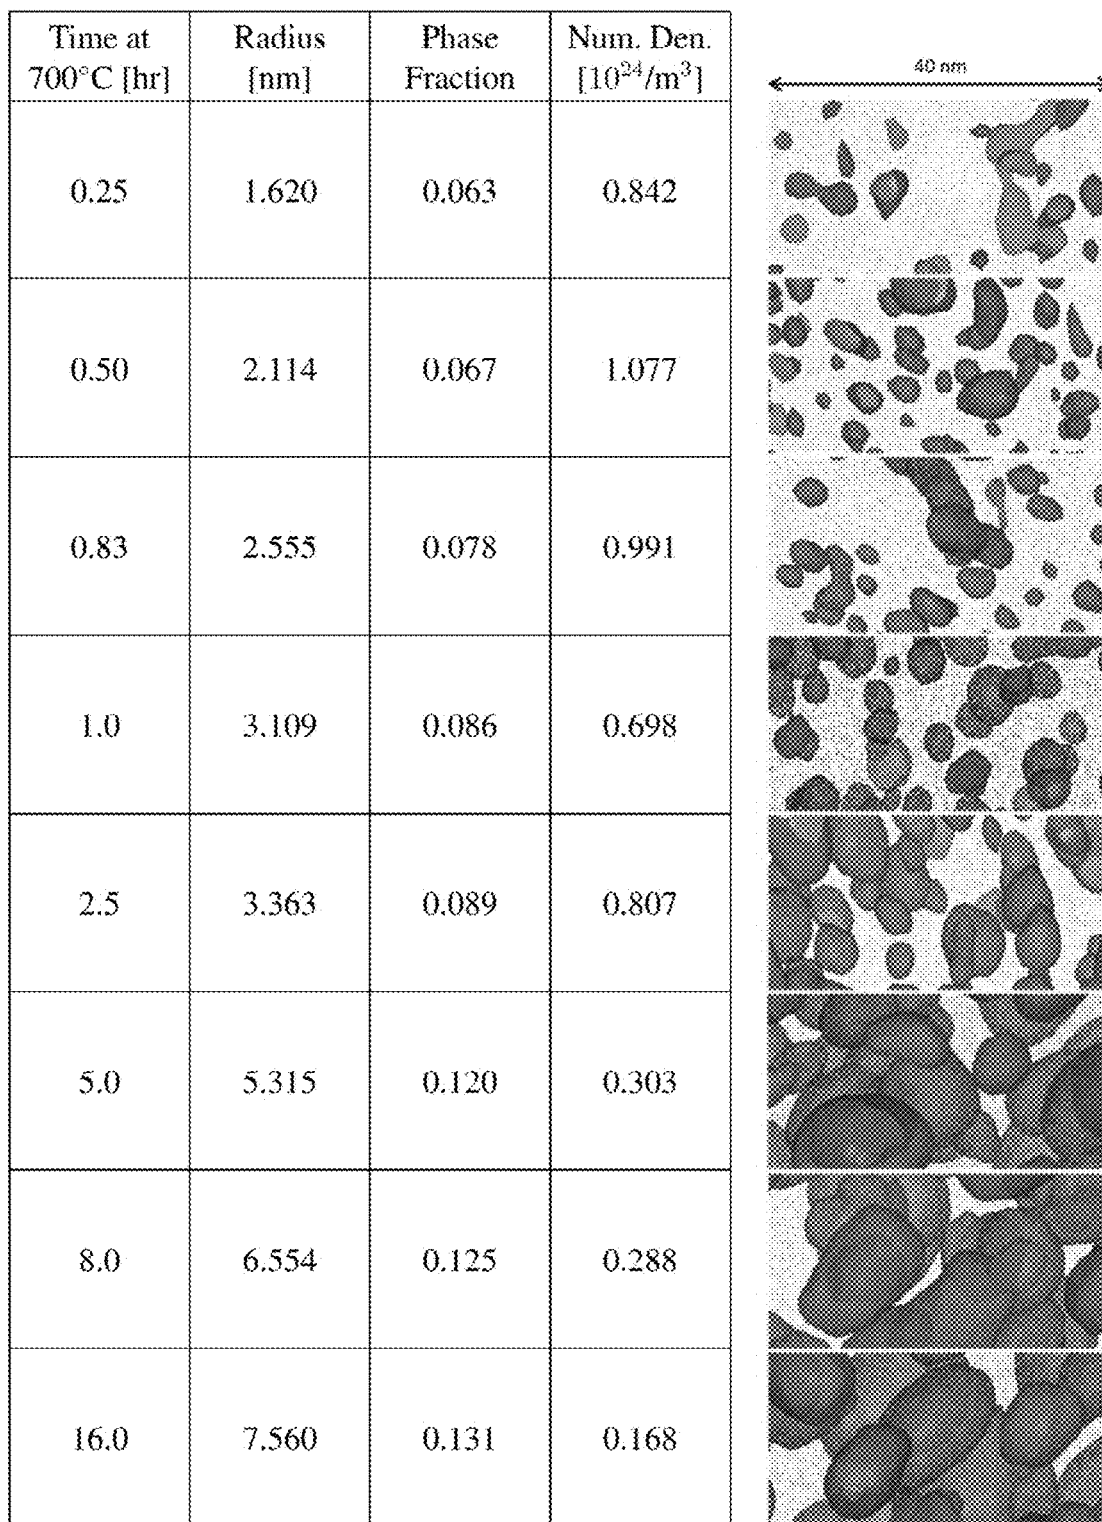 Time at Radius Phase Num. Den.
700°C [hr] [nm] Fraction [10²⁴/m³]
40 nm
0.25 1.620 0.063 0.842
0.50 2.114 0.067 1.077
0.83 2.555 0.078 0.991
1.0 3.109 0.086 0.698
2.5 3.363 0.089 0.807
5.0 5.315 0.120 0.303
8.0 6.554 0.125 0.288
16.0 7.560 0.131 0.168